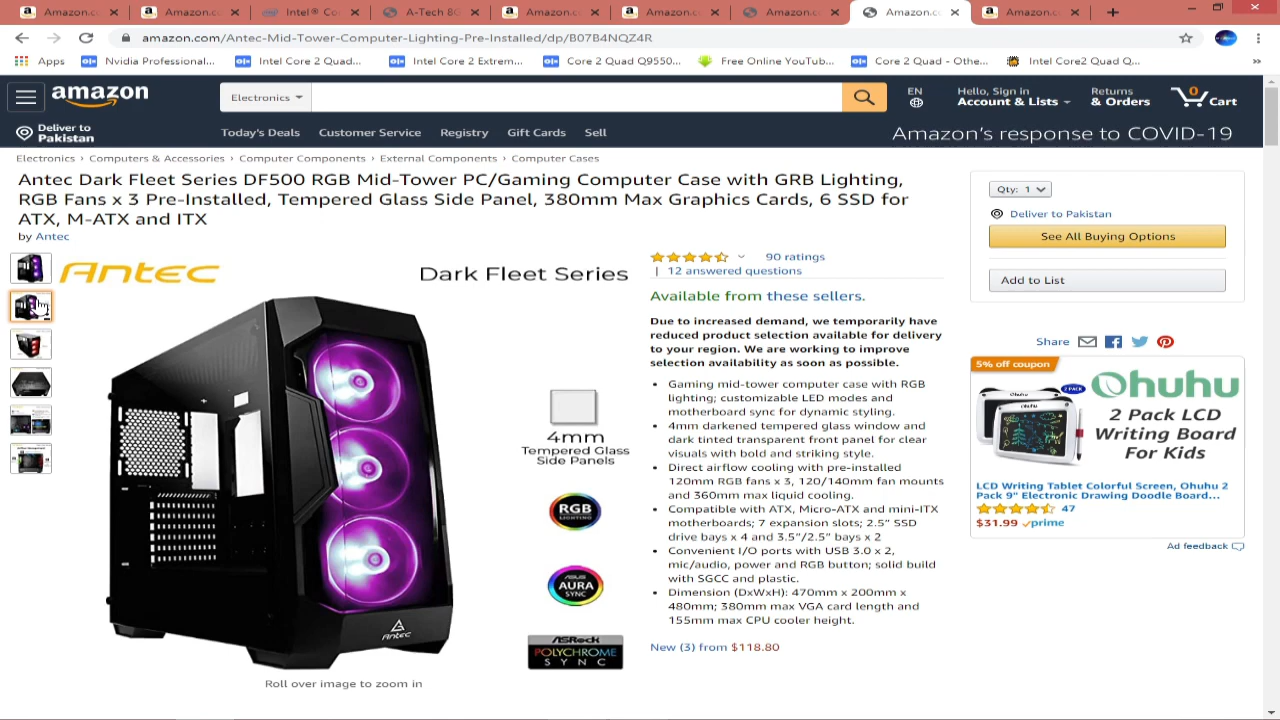 Amazon.c
Amazon.c
Intel® Co
A-Tech 8G
Amazon.c
Amazon.c
Amazon.c
Amazon.c
Amazon.c
amazon.com/Antec-Mid-Tower-Computer-Lighting-Pre-Installed/dp/B07B4NQZ4R
Apps
Nvidia Professional...
Intel Core 2 Quad...
Intel Core 2 Extrem...
Core 2 Quad Q9550...
Free Online YouTub...
Core 2 Quad - Othe...
Intel Core2 Quad Q...
amazon
Electronics
EN
Hello, Sign in
Account & Lists
Returns
& Orders
0
Cart
Deliver to
Pakistan
Today's Deals
Customer Service
Registry
Gift Cards
Sell
Amazon's response to COVID-19
Electronics › Computers & Accessories › Computer Components › External Components › Computer Cases
Antec Dark Fleet Series DF500 RGB Mid-Tower PC/Gaming Computer Case with GRB Lighting,
RGB Fans x 3 Pre-Installed, Tempered Glass Side Panel, 380mm Max Graphics Cards, 6 SSD for
ATX, M-ATX and ITX
by Antec
Antec
Dark Fleet Series
4mm
Tempered Glass
Side Panels
RGB
LIGHTING
ASUS
AURA
SYNC
ASRock
POLYCHROME
SYNC
Antec
Roll over image to zoom in
90 ratings
| 12 answered questions
Available from these sellers.
Due to increased demand, we temporarily have
reduced product selection available for delivery
to your region. We are working to improve
selection availability as soon as possible.
• Gaming mid-tower computer case with RGB
lighting; customizable LED modes and
motherboard sync for dynamic styling.
• 4mm darkened tempered glass window and
dark tinted transparent front panel for clear
visuals with bold and striking style.
• Direct airflow cooling with pre-installed
120mm RGB fans x 3, 120/140mm fan mounts
and 360mm max liquid cooling.
• Compatible with ATX, Micro-ATX and mini-ITX
motherboards; 7 expansion slots; 2.5” SSD
drive bays x 4 and 3.5”/2.5” bays x 2
• Convenient I/O ports with USB 3.0 x 2,
mic/audio, power and RGB button; solid build
with SGCC and plastic.
• Dimension (DxWxH): 470mm x 200mm x
480mm; 380mm max VGA card length and
155mm max CPU cooler height.
New (3) from $118.80
Qty: 1
Deliver to Pakistan
See All Buying Options
Add to List
Share
5% off coupon
2 PACK
Ohuhu
2 Pack LCD
Writing Board
For Kids
LCD Writing Tablet Colorful Screen, Ohuhu 2
Pack 9" Electronic Drawing Doodle Board...
47
$31.99 prime
Ad feedback